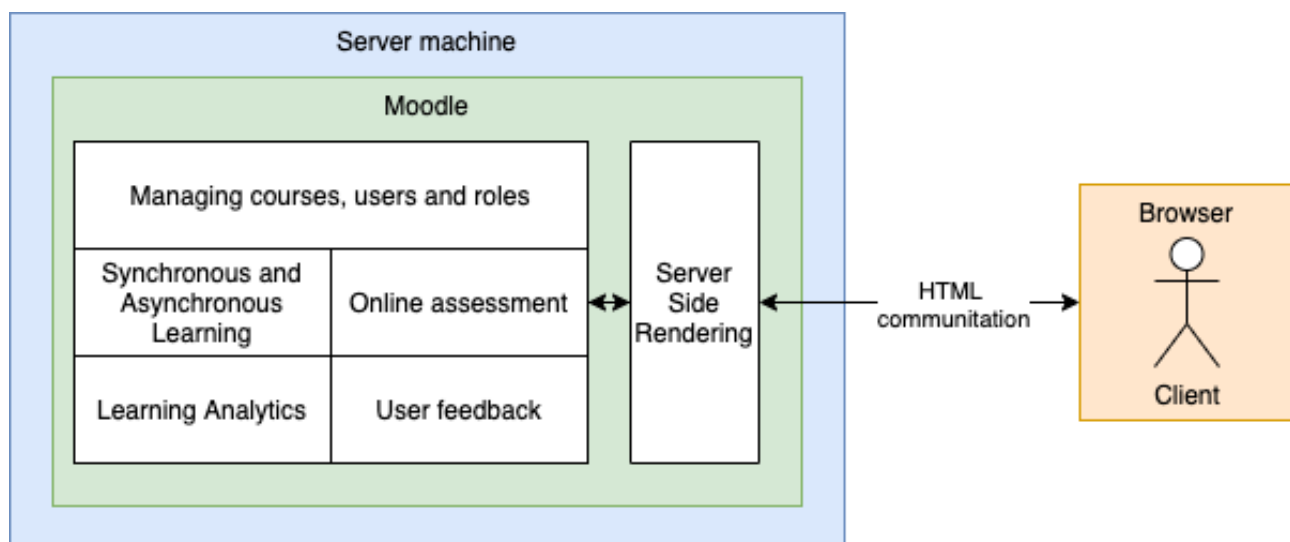 Server machine
Moodle
Managing courses, users and roles
Synchronous and
Asynchronous
Learning
Online assessment
Learning Analytics
User feedback
Server
Side
Rendering
HTML
communitation
Browser
Client